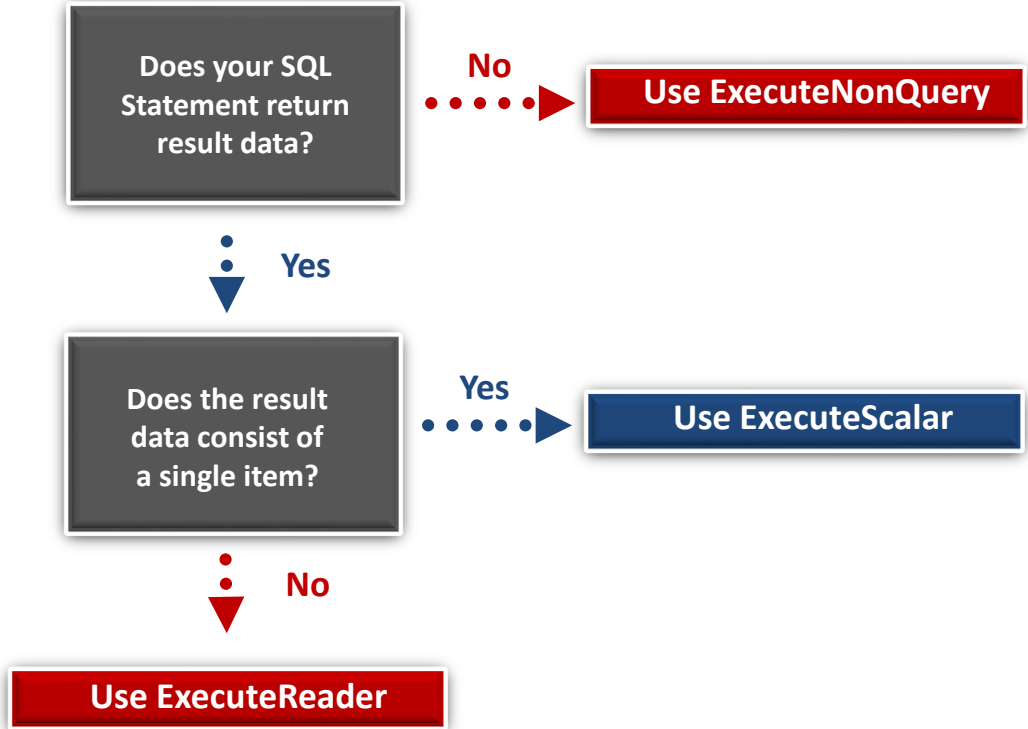 Does your SQL
Statement return
result data?
No
Use ExecuteNonQuery
Yes
Does the result
data consist of
a single item?
Yes
Use ExecuteScalar
No
Use ExecuteReader